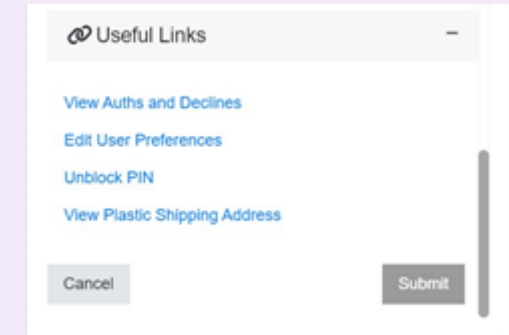 Useful Links
View Auths and Declines
Edit User Preferences
Unblock PIN
View Plastic Shipping Address
Cancel Submit